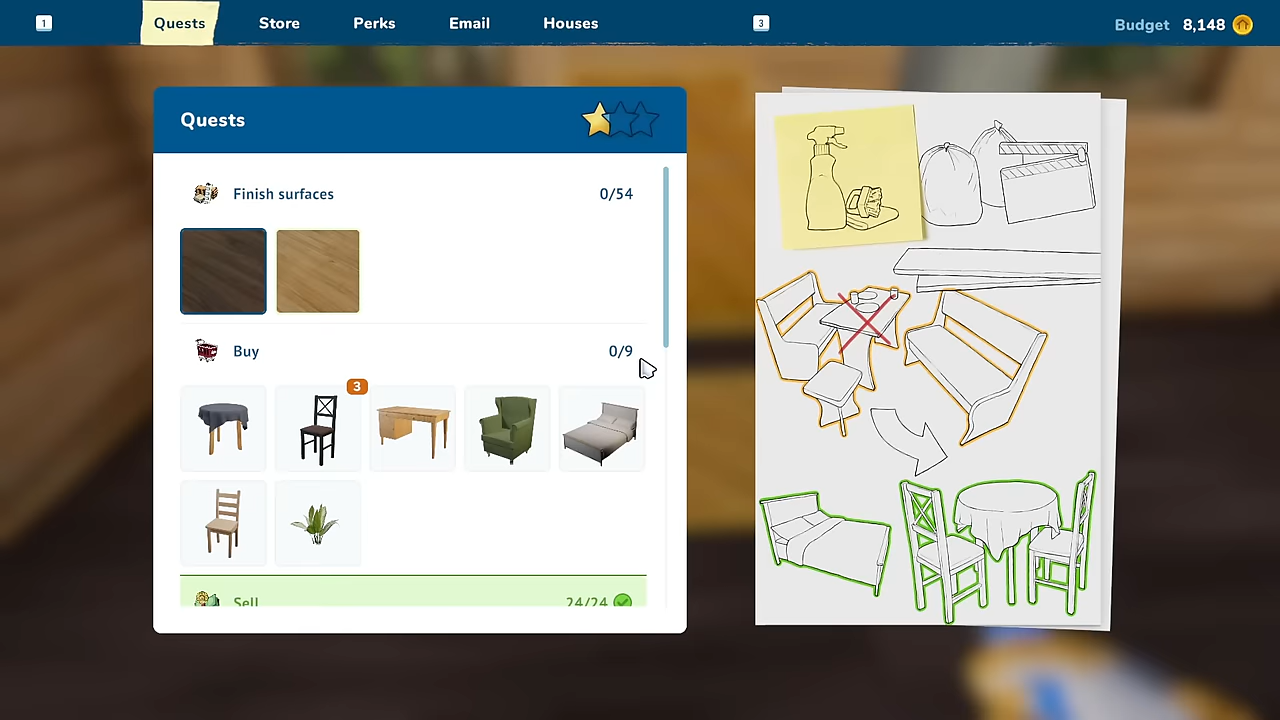 1 Quests Store Perks Email Houses 3 Budget 8,148
Quests
Finish surfaces 0/54
Buy 0/9
3
Sell 24/24